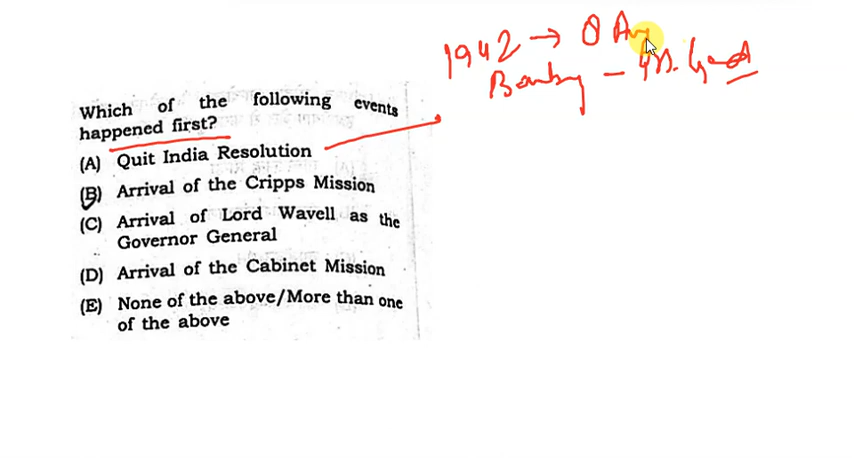 1942 → 8 Aug
Bomby – M. Gand
Which of the following events
happened first?
(A) Quit India Resolution
(B) Arrival of the Cripps Mission
(C) Arrival of Lord Wavell as the
Governor General
(D) Arrival of the Cabinet Mission
(E) None of the above/More than one
of the above